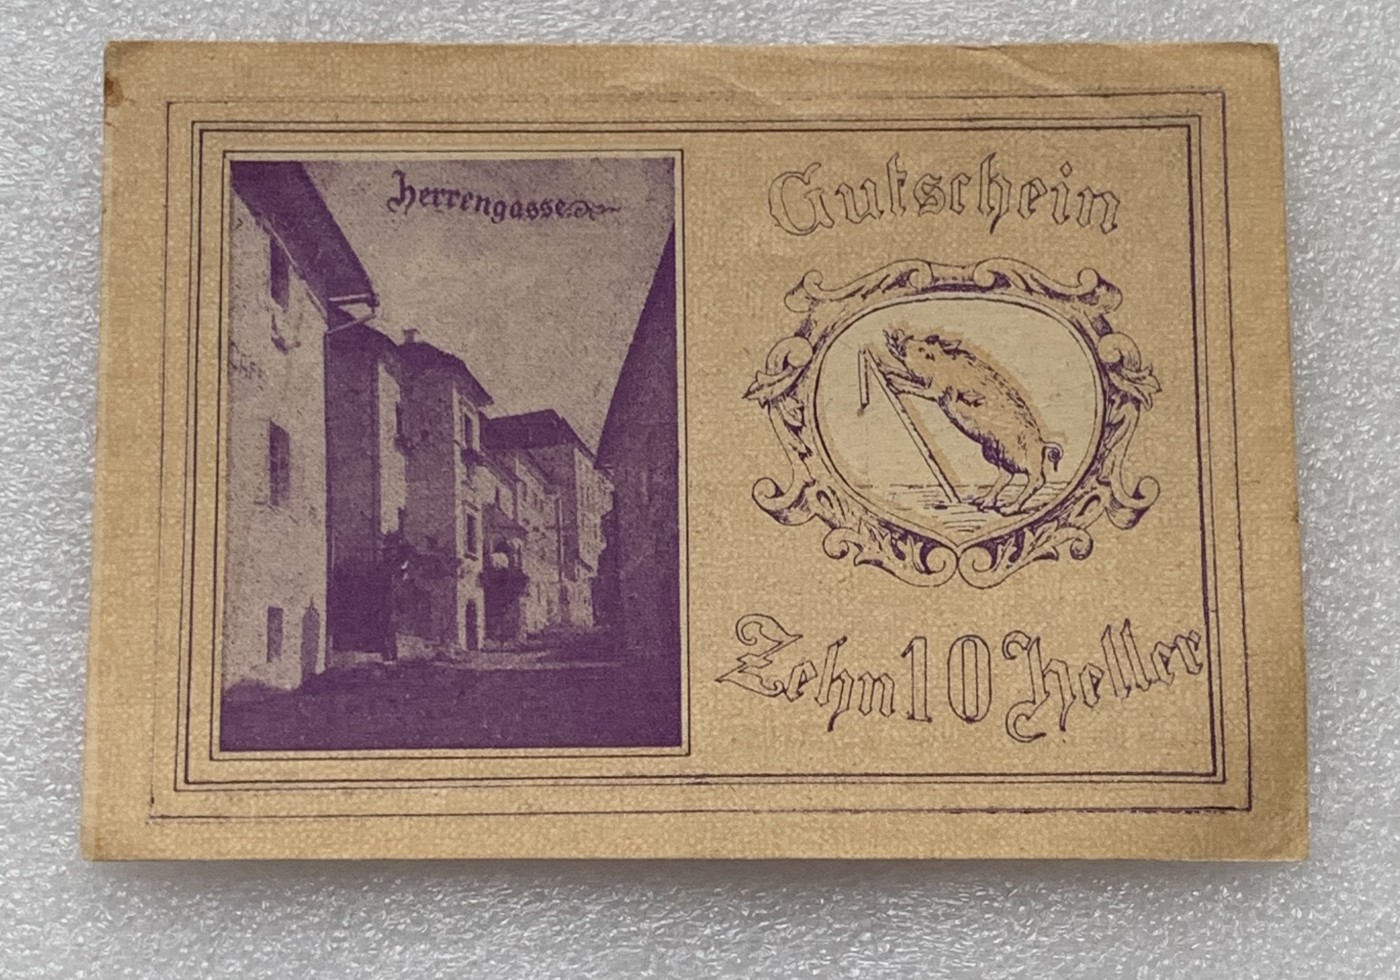 Herrengasse
Gutschein
Zehn 10 Heller